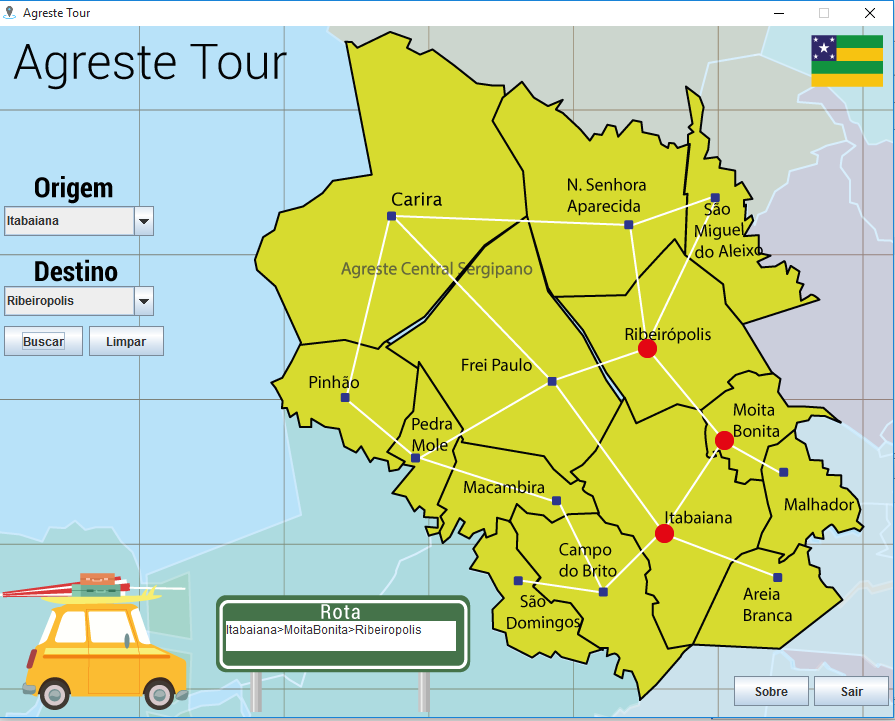 Agreste Tour
Agreste Tour
Origem
Itabaiana
Destino
Ribeiropolis
Buscar
Limpar
Carira
N. Senhora
Aparecida
São
Miguel
do Aleixo
Agreste Central Sergipano
Ribeirópolis
Frei Paulo
Pinhão
Moita
Bonita
Pedra
Mole
Macambira
Malhador
Itabaiana
Campo
do Brito
Areia
Branca
São
Domingos
Rota
Itabaiana>MoitaBonita>Ribeiropolis
Sobre
Sair